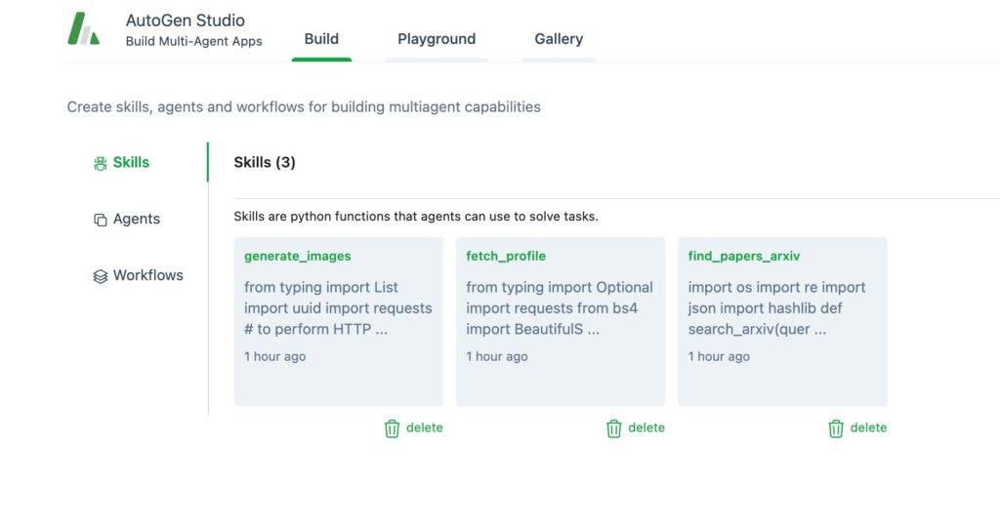 AutoGen Studio
Build Multi-Agent Apps
Build
Playground
Gallery
Create skills, agents and workflows for building multiagent capabilities
Skills
Agents
Workflows
Skills (3)
Skills are python functions that agents can use to solve tasks.
generate_images
from typing import List
import uuid import requests
# to perform HTTP ...
1 hour ago
delete
fetch_profile
from typing import Optional
import requests from bs4
import BeautifulS ...
1 hour ago
delete
find_papers_arxiv
import os import re import
json import hashlib def
search_arxiv(quer ...
1 hour ago
delete